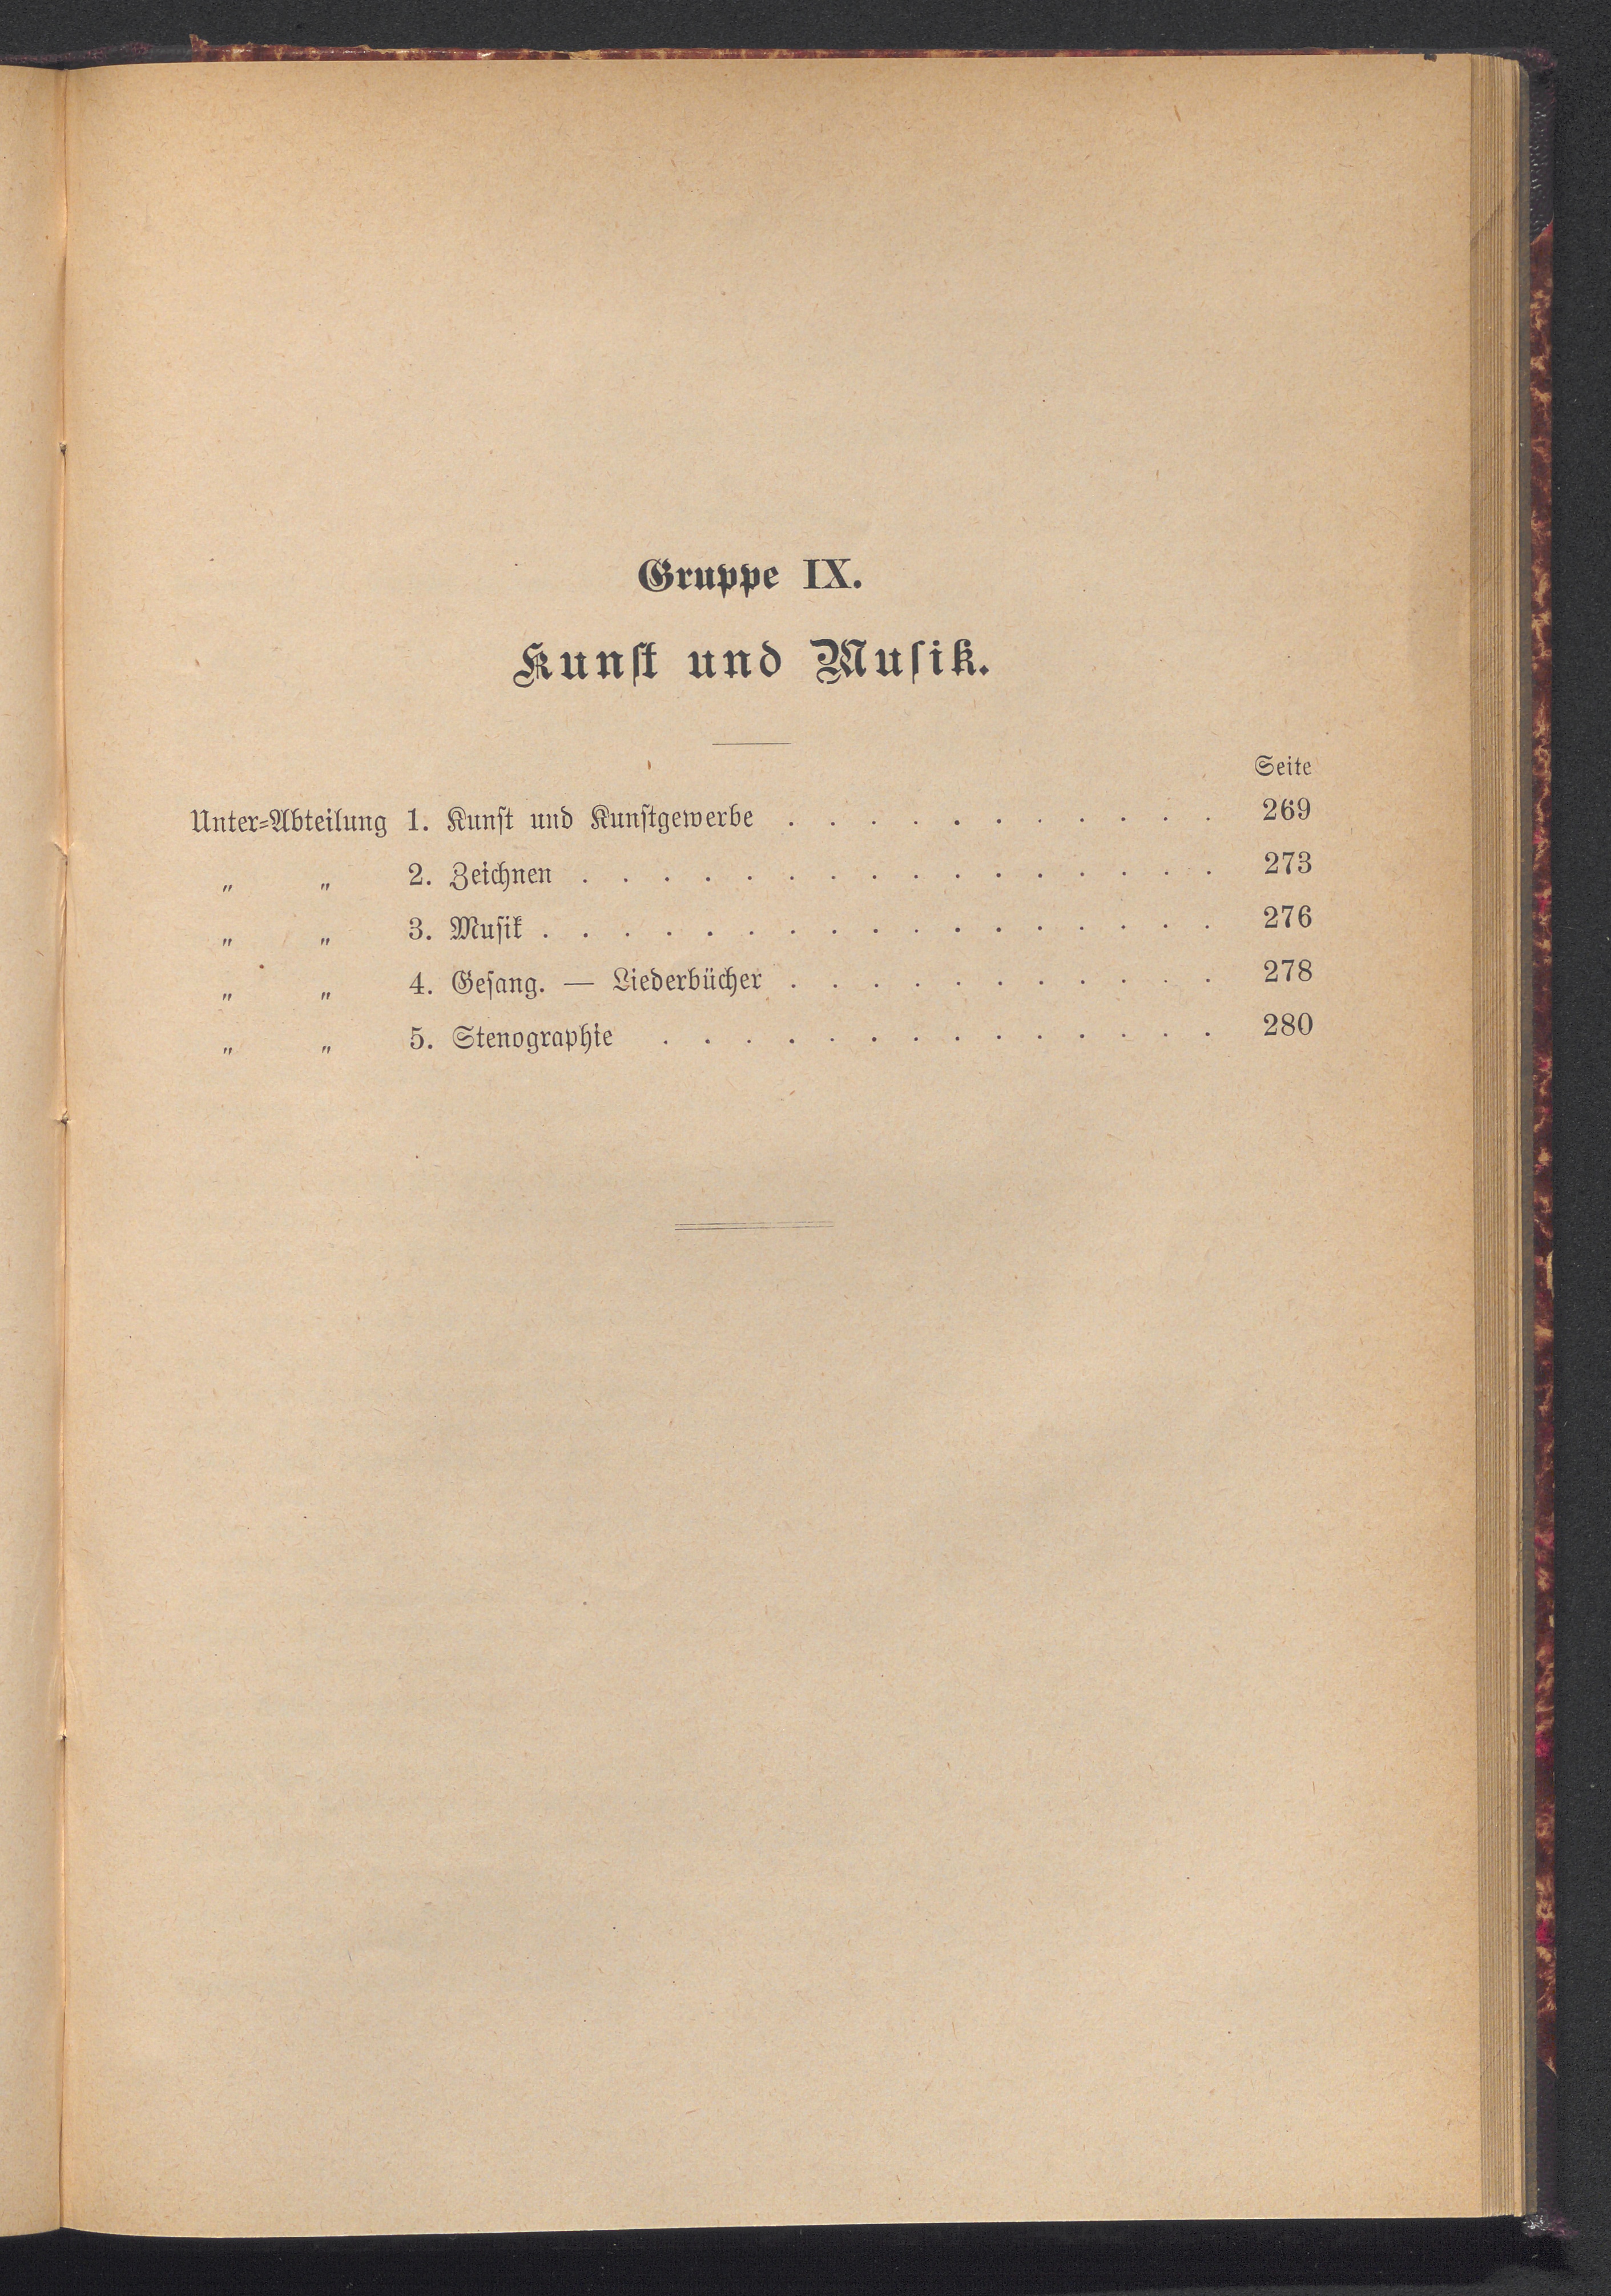 Gruppe IX.
Kunſt und Muſik.
Seite
Unter-Abteilung 1. Kunſt und Kunſtgewerbe . . . . . . . . . . . 269
„ „ 2. Zeichnen . . . . . . . . . . . . . . . . 273
„ „ 3. Muſik . . . . . . . . . . . . . . . . . 276
„ „ 4. Geſang. — Liederbücher . . . . . . . . . . . 278
„ „ 5. Stenographie . . . . . . . . . . . . . . 280